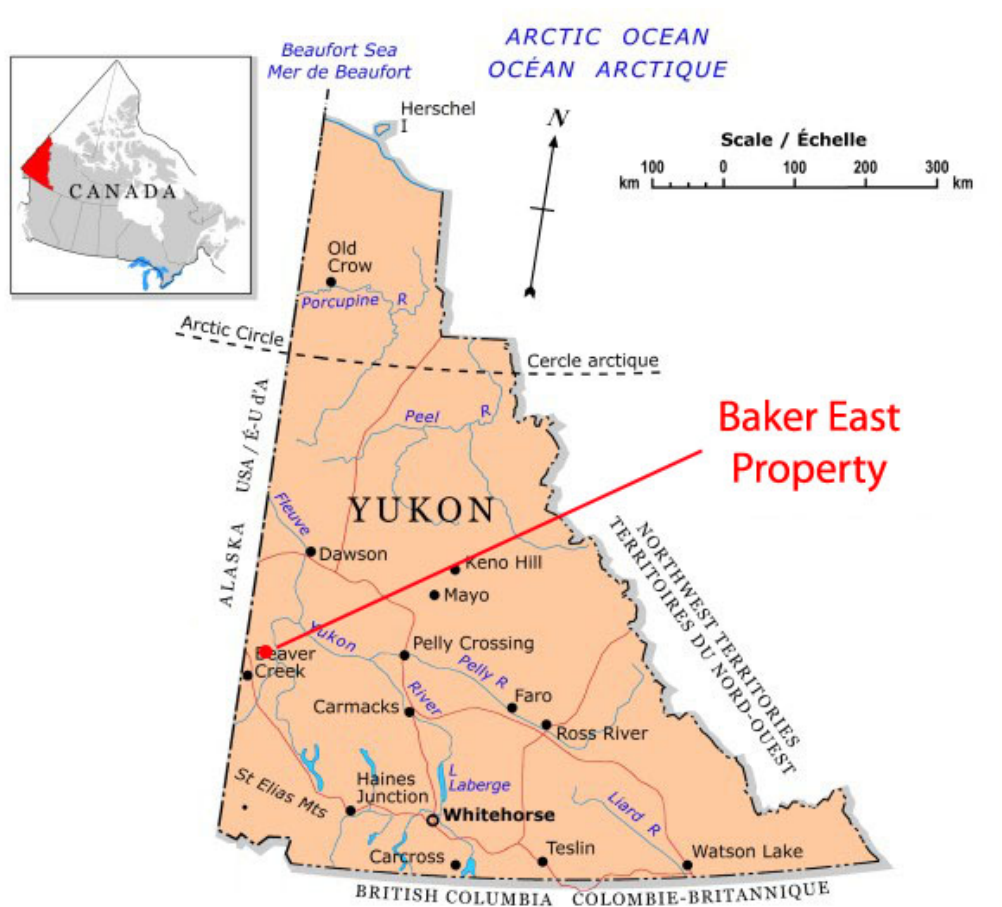 ARCTIC OCEAN
OCÉAN ARCTIQUE
Beaufort Sea
Mer de Beaufort
Herschel
I
N
Scale / Échelle
100 0 100 200 300
km km
CANADA
Old
Crow
Porcupine R
Arctic Circle
Cercle arctique
Peel R
Baker East
Property
ALASKA USA / É-U d'A
YUKON
Fleuve
Dawson
Keno Hill
Mayo
NORTHWEST TERRITORIES
TERRITOIRES DU NORD-OUEST
Yukon
Pelly Crossing
Beaver
Creek
Pelly R
River
Faro
Carmacks
Ross River
L
Laberge
Haines
Junction
St Elias Mts
Whitehorse
Liard R
Carcross
Teslin
Watson Lake
BRITISH COLUMBIA COLOMBIE-BRITANNIQUE